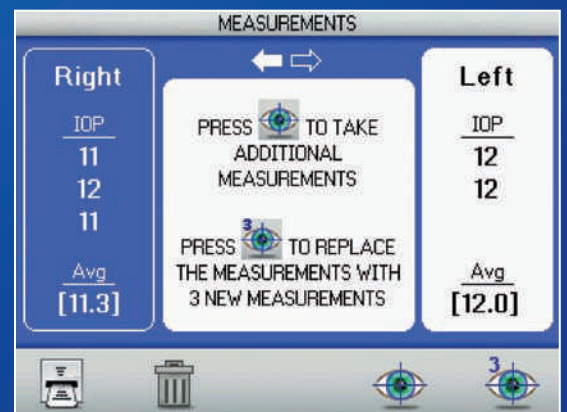 MEASUREMENTS
Right
IOP
11
12
11
Avg
[11.3]
PRESS TO TAKE
ADDITIONAL
MEASUREMENTS
3
PRESS TO REPLACE
THE MEASUREMENTS WITH
3 NEW MEASUREMENTS
Left
IOP
12
12
Avg
[12.0]
3